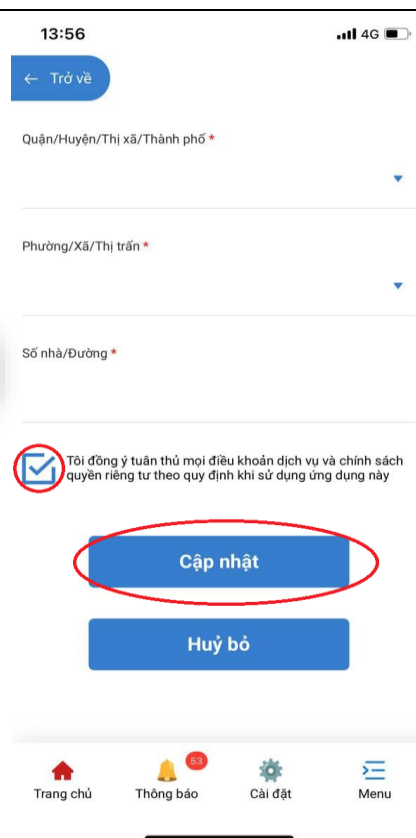 13:56
4G
← Trở về
Quận/Huyện/Thị xã/Thành phố *
Phường/Xã/Thị trấn *
Số nhà/Đường *
Tôi đồng ý tuân thủ mọi điều khoản dịch vụ và chính sách
quyền riêng tư theo quy định khi sử dụng ứng dụng này
Cập nhật
Huỷ bỏ
53
Trang chủ Thông báo Cài đặt Menu